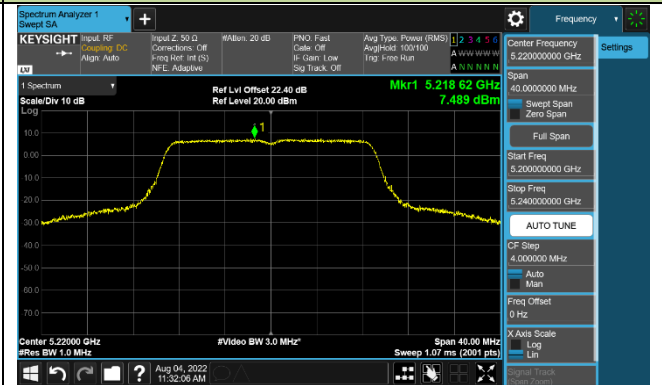 Spectrum Analyzer 1
Swept SA
Frequency
KEYSIGHT
Input: RF
Coupling: DC
Align: Auto
Input Z: 50 Ω
Corrections: Off
Freq Ref: Int (S)
NFE: Adaptive
#Atten: 20 dB
PNO: Fast
Gate: Off
IF Gain: Low
Sig Track: Off
Avg Type: Power (RMS)
Avg|Hold: 100/100
Trig: Free Run
1 2 3 4 5 6
A W W W W W
A N N N N N
LXI
1 Spectrum
Scale/Div 10 dB
Log
Ref Lvl Offset 22.40 dB
Ref Level 20.00 dBm
Mkr1 5.218 62 GHz
7.489 dBm
1
10.0
0.00
-10.0
-20.0
-30.0
-40.0
-50.0
-60.0
-70.0
Center 5.22000 GHz
#Res BW 1.0 MHz
#Video BW 3.0 MHz*
Span 40.00 MHz
Sweep 1.07 ms (2001 pts)
Aug 04, 2022
11:32:06 AM
?
Center Frequency
5.220000000 GHz
Settings
Span
40.0000000 MHz
Swept Span
Zero Span
Full Span
Start Freq
5.200000000 GHz
Stop Freq
5.240000000 GHz
AUTO TUNE
CF Step
4.000000 MHz
Auto
Man
Freq Offset
0 Hz
X Axis Scale
Log
Lin
Signal Track
(Span Zoom)